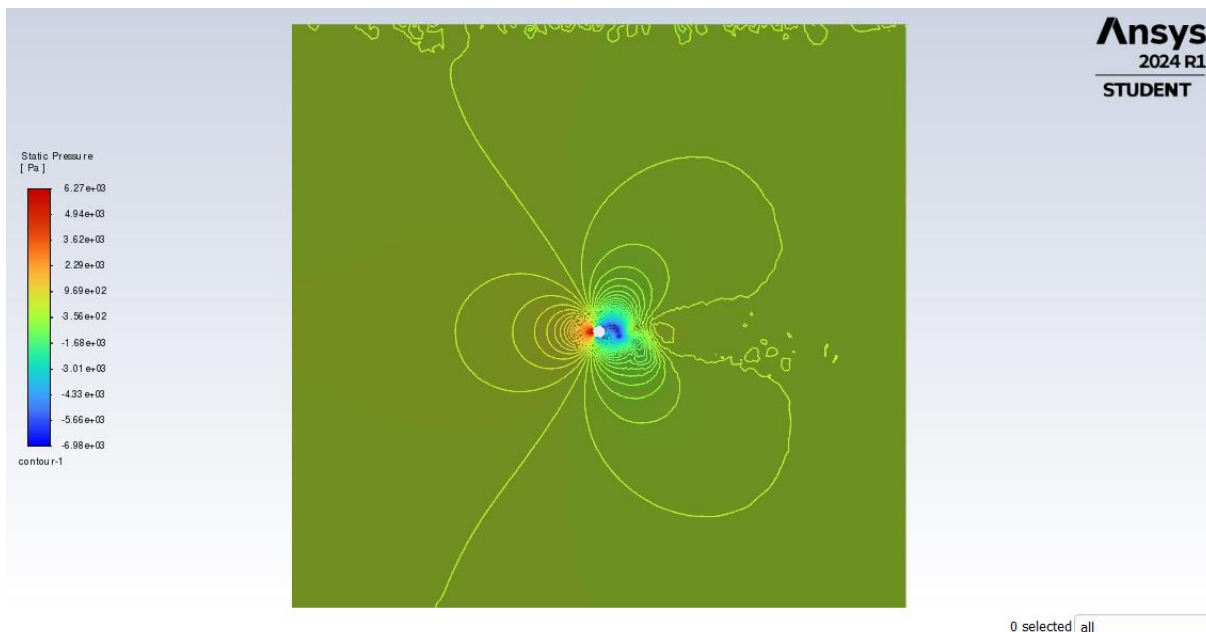 Ansys
2024 R1
STUDENT
Static Pressure
[ Pa ]
6.27e+03
4.94e+03
3.62e+03
2.29e+03
9.69e+02
-3.56e+02
-1.68e+03
-3.01e+03
-4.33e+03
-5.66e+03
-6.98e+03
contour-1
0 selected all